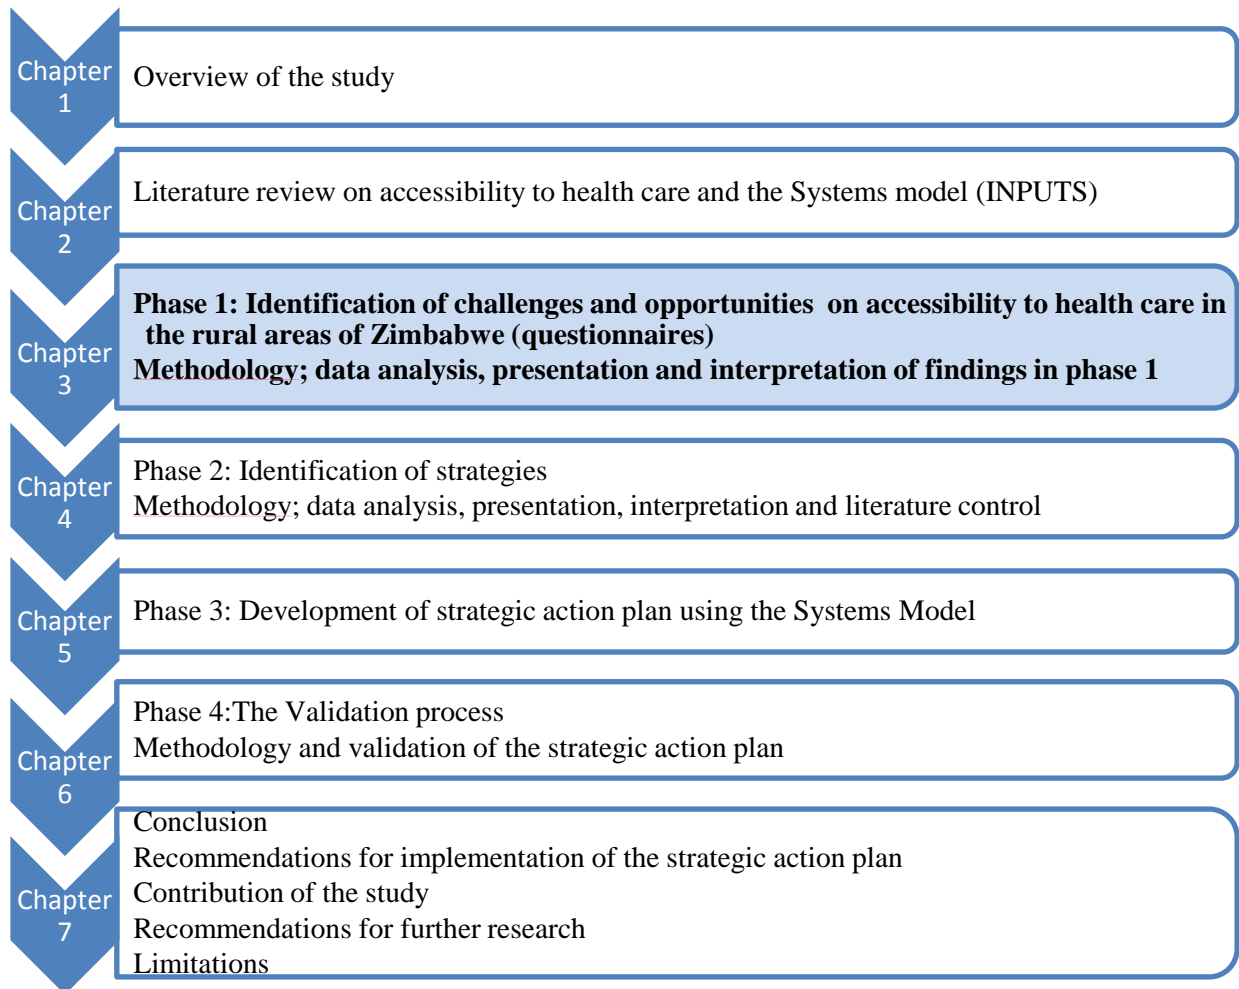 Chapter
1
Overview of the study
Chapter
2
Literature review on accessibility to health care and the Systems model (INPUTS)
Chapter
3
Phase 1: Identification of challenges and opportunities  on accessibility to health care in
the rural areas of Zimbabwe (questionnaires)
Methodology; data analysis, presentation and interpretation of findings in phase 1
Chapter
4
Phase 2: Identification of strategies
Methodology; data analysis, presentation, interpretation and literature control
Chapter
5
Phase 3: Development of strategic action plan using the Systems Model
Chapter
6
Phase 4:The Validation process
Methodology and validation of the strategic action plan
Chapter
7
Conclusion
Recommendations for implementation of the strategic action plan
Contribution of the study
Recommendations for further research
Limitations